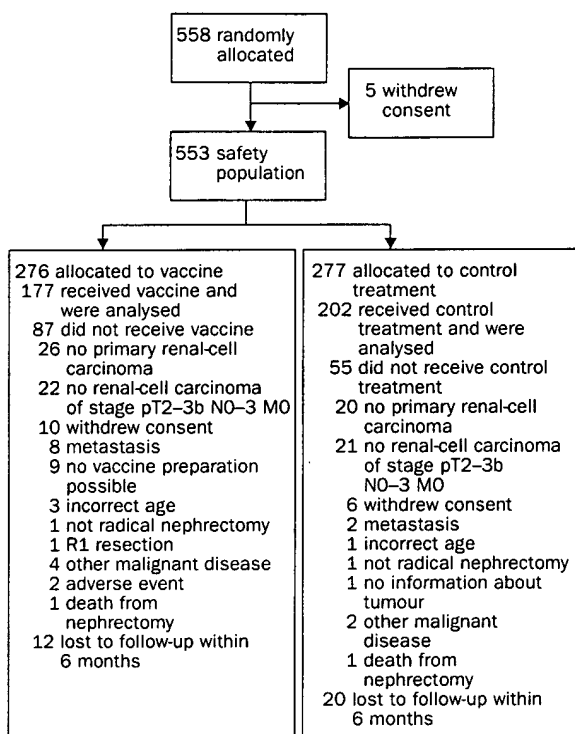 558 randomly
allocated
5 withdrew
consent
553 safety
population
276 allocated to vaccine
177 received vaccine and
were analysed
87 did not receive vaccine
26 no primary renal-cell
carcinoma
22 no renal-cell carcinoma
of stage pT2–3b N0–3 M0
10 withdrew consent
8 metastasis
9 no vaccine preparation
possible
3 incorrect age
1 not radical nephrectomy
1 R1 resection
4 other malignant disease
2 adverse event
1 death from
nephrectomy
12 lost to follow-up within
6 months
277 allocated to control
treatment
202 received control
treatment and were
analysed
55 did not receive control
treatment
20 no primary renal-cell
carcinoma
21 no renal-cell carcinoma
of stage pT2–3b
N0–3 M0
6 withdrew consent
2 metastasis
1 incorrect age
1 not radical nephrectomy
1 no information about
tumour
2 other malignant
disease
1 death from
nephrectomy
20 lost to follow-up within
6 months